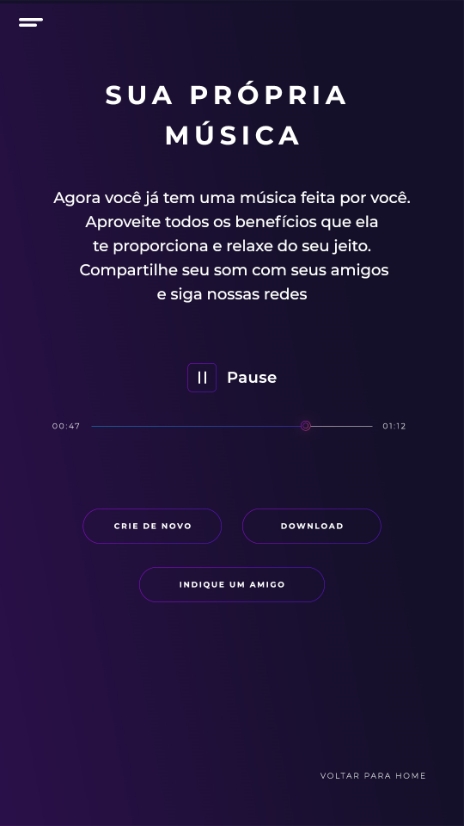 SUA PRÓPRIA
MÚSICA
Agora você já tem uma música feita por você.
Aproveite todos os benefícios que ela
te proporciona e relaxe do seu jeito.
Compartilhe seu som com seus amigos
e siga nossas redes
Pause
00:47 01:12
CRIE DE NOVO DOWNLOAD
INDIQUE UM AMIGO
VOLTAR PARA HOME